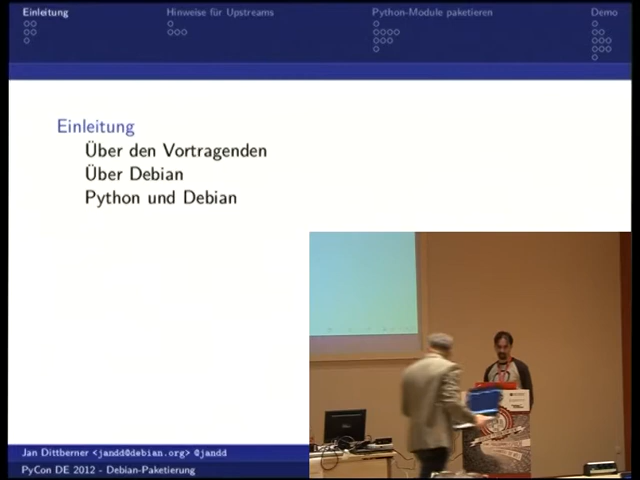 Einleitung
Hinweise für Upstreams
Python-Module paketieren
Demo
Einleitung
Über den Vortragenden
Über Debian
Python und Debian
Jan Dittberner <jandd@debian.org> @jandd
PyCon DE 2012 - Debian-Paketierung